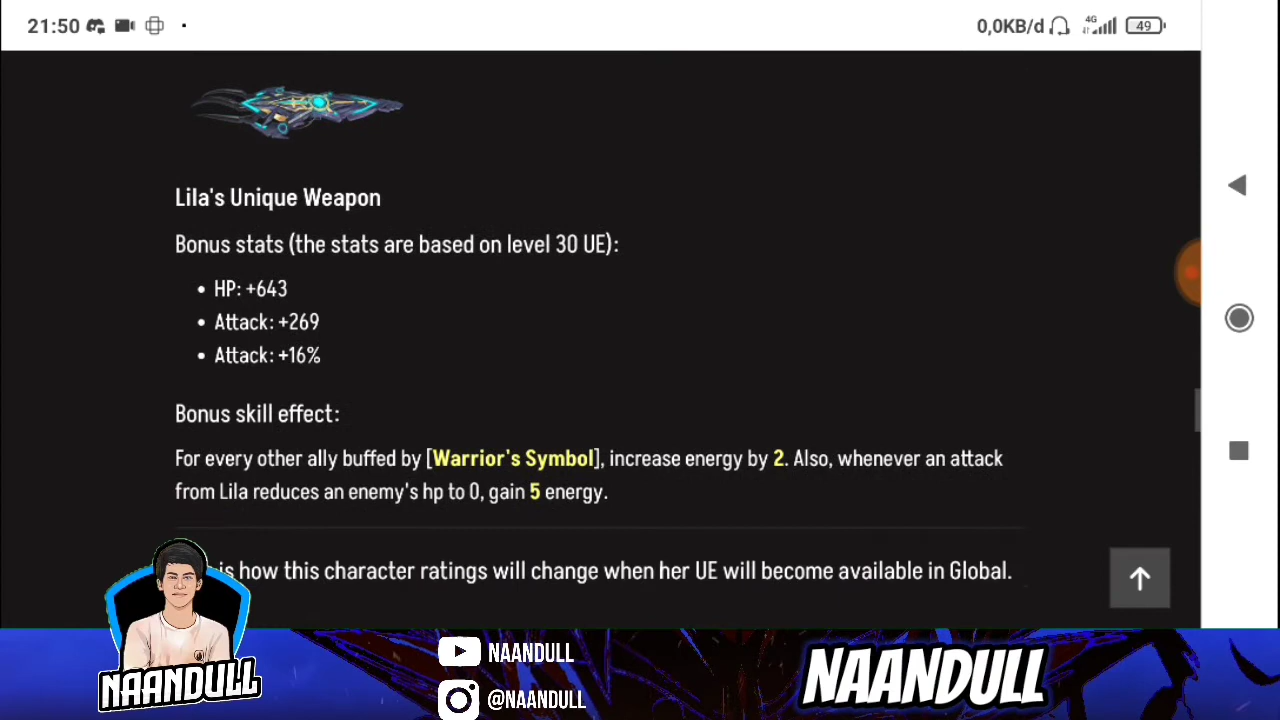 21:50
0,0KB/d 4G 49
Lila's Unique Weapon
Bonus stats (the stats are based on level 30 UE):
• HP: +643
• Attack: +269
• Attack: +16%
Bonus skill effect:
For every other ally buffed by [Warrior's Symbol], increase energy by 2. Also, whenever an attack
from Lila reduces an enemy's hp to 0, gain 5 energy.
is how this character ratings will change when her UE will become available in Global.
NAANDULL
NAANDULL
@NAANDULL
NAANDULL